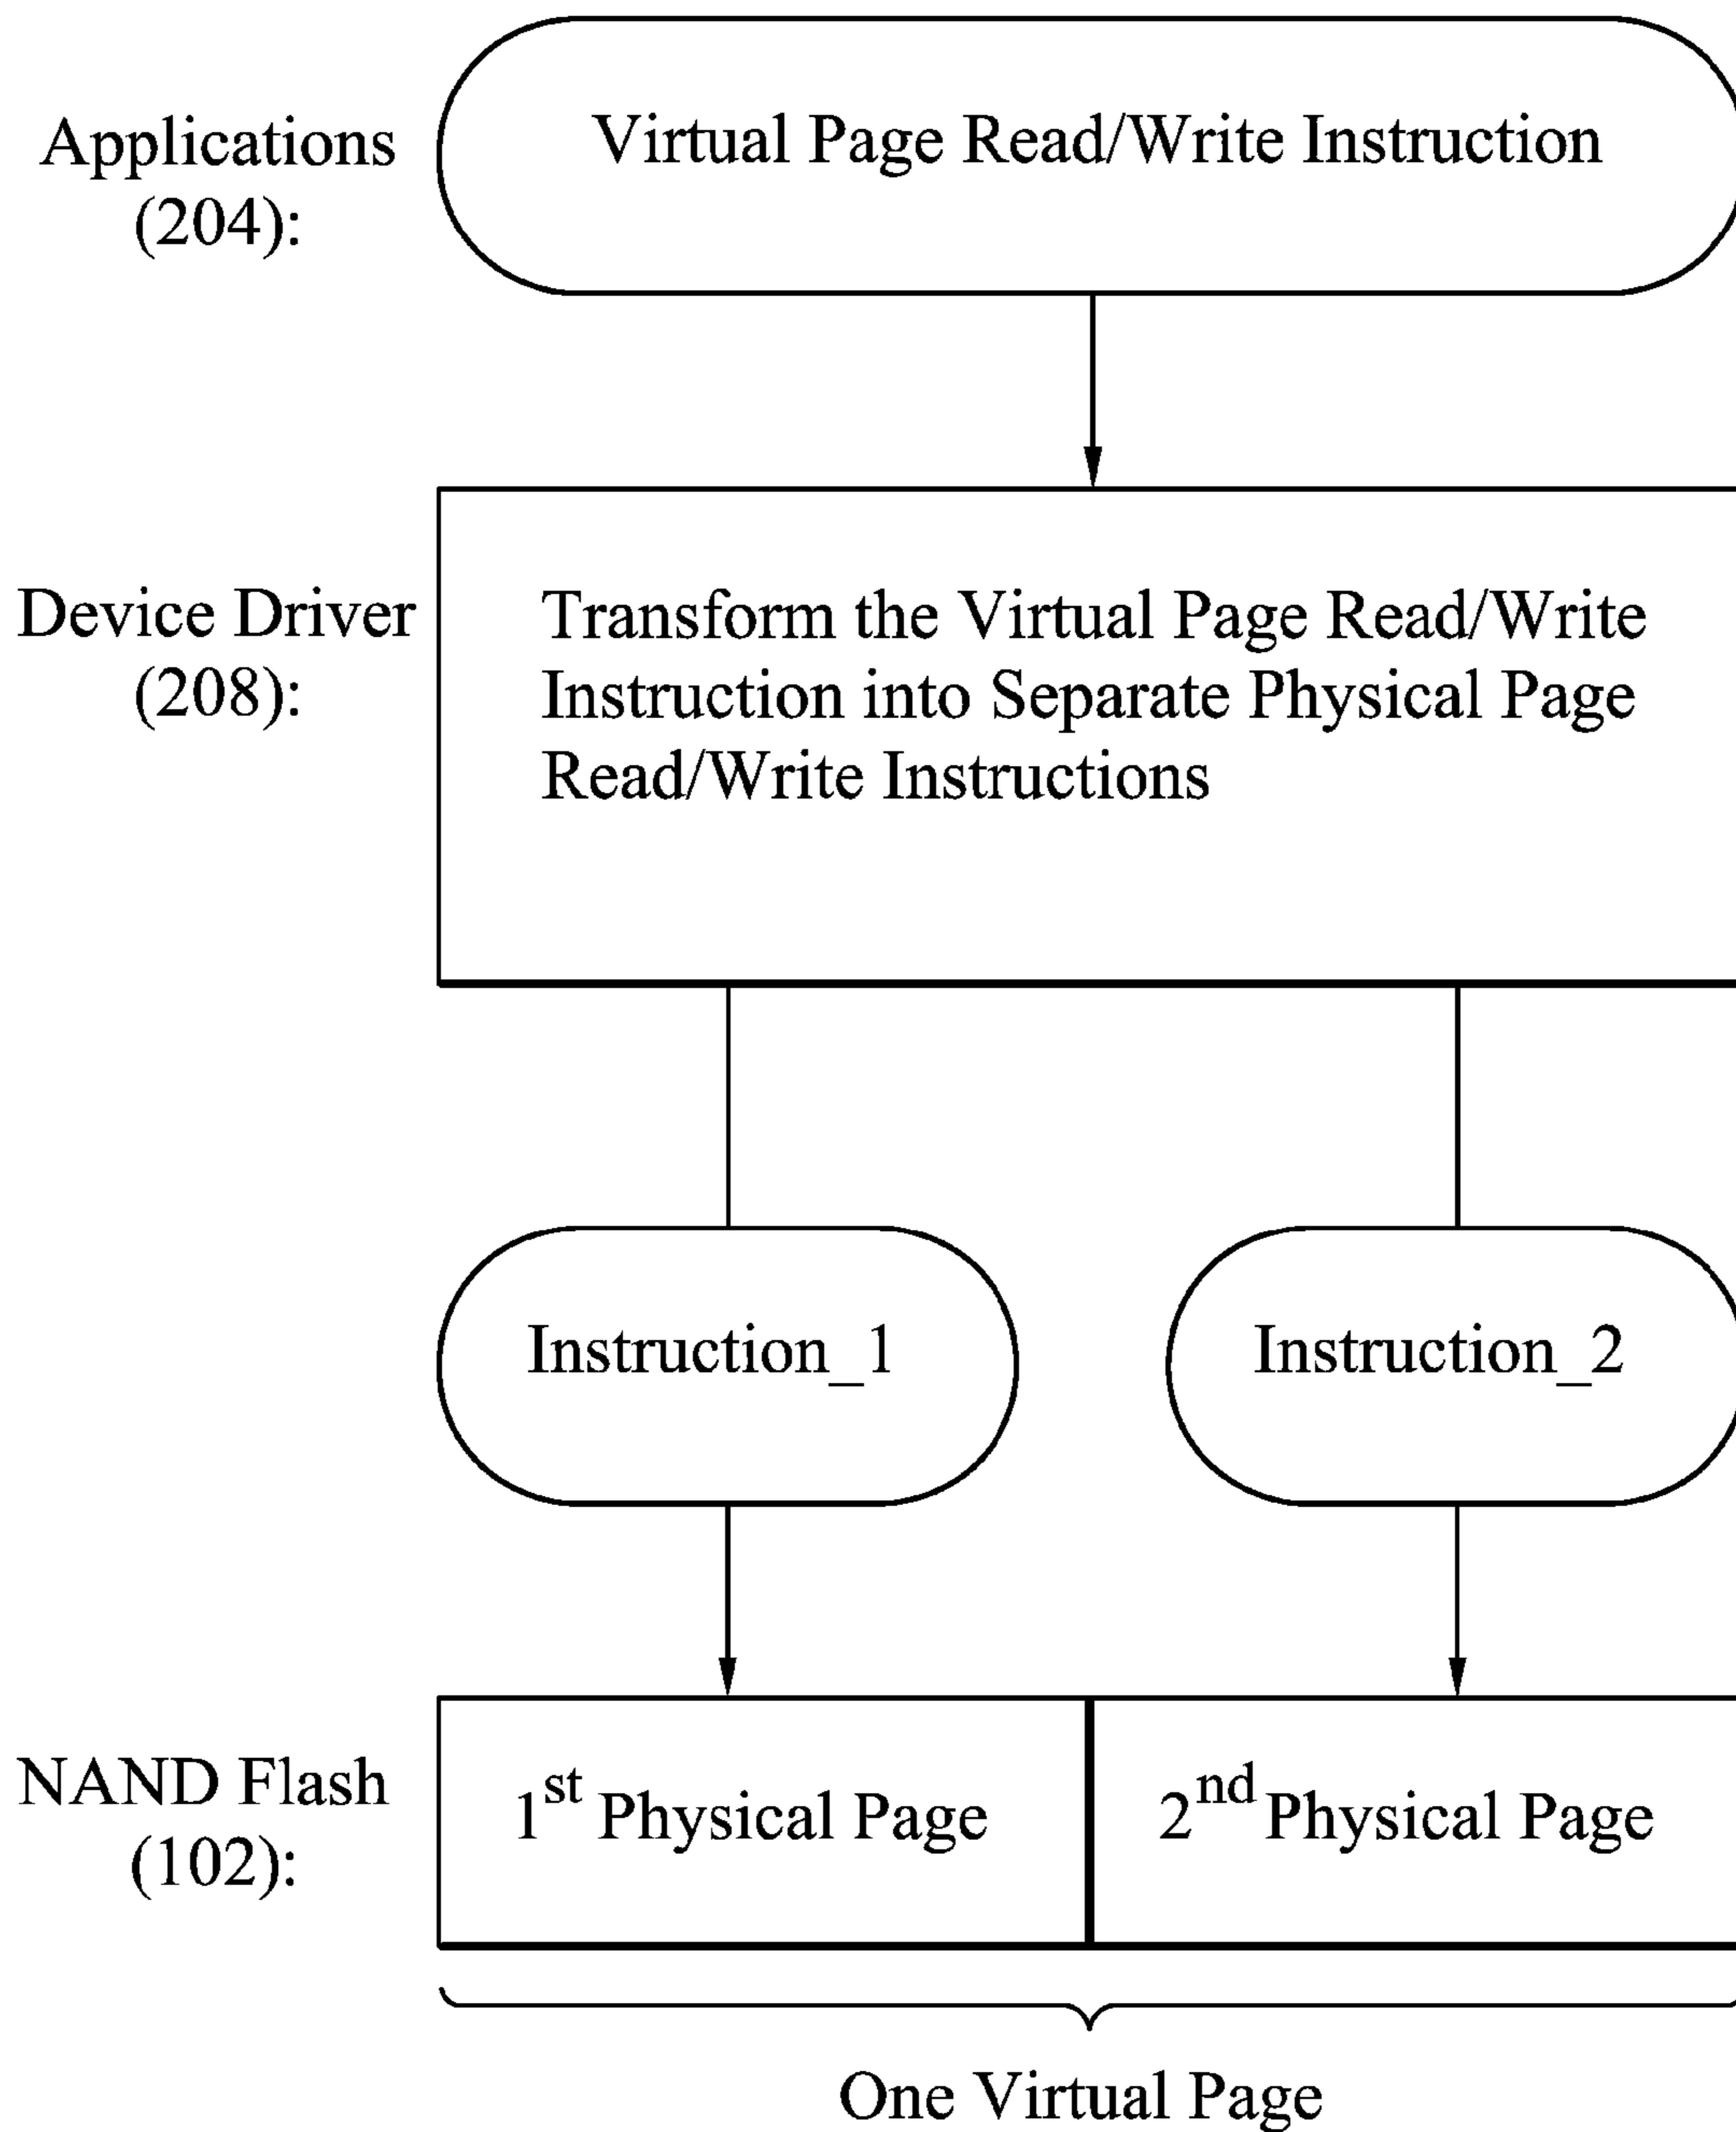 Applications
(204):
Virtual Page Read/Write Instruction
Device Driver
(208):
Transform the Virtual Page Read/Write
Instruction into Separate Physical Page
Read/Write Instructions
Instruction_1
Instruction_2
NAND Flash
(102):
1st Physical Page
2nd Physical Page
One Virtual Page